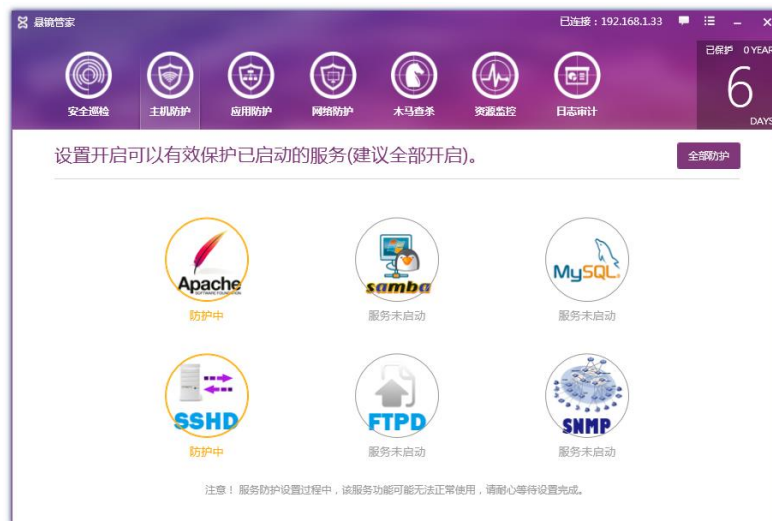 悬镜管家
已连接：192.168.1.33
已保护 0 YEAR
6
DAYS
安全巡检 主机防护 应用防护 网络防护 木马查杀 资源监控 日志审计
设置开启可以有效保护已启动的服务(建议全部开启)。
全部防护
Apache samba MySQL
SOFTWARE FOUNDATION
防护中 服务未启动 服务未启动
SSHD FTPD SNMP
防护中 服务未启动 服务未启动
注意！ 服务防护设置过程中，该服务功能可能无法正常使用，请耐心等待设置完成。